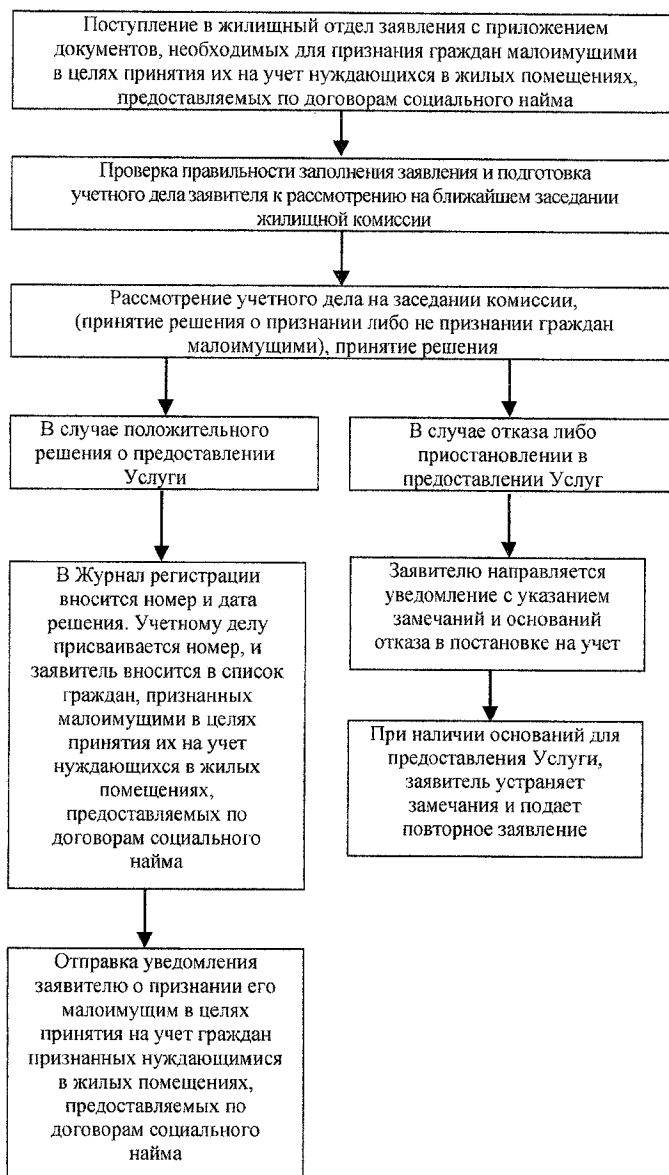 Поступление в жилищный отдел заявления с приложением
документов, необходимых для признания граждан малоимущими
в целях принятия их на учет нуждающихся в жилых помещениях,
предоставляемых по договорам социального найма
Проверка правильности заполнения заявления и подготовка
учетного дела заявителя к рассмотрению на ближайшем заседании
жилищной комиссии
Рассмотрение учетного дела на заседании комиссии,
(принятие решения о признании либо не признании граждан
малоимущими), принятие решения
В случае положительного
решения о предоставлении
Услуги
В Журнал регистрации
вносится номер и дата
решения. Учетному делу
присваивается номер, и
заявитель вносится в список
граждан, признанных
малоимущими в целях
принятия их на учет
нуждающихся в жилых
помещениях,
предоставляемых по
договорам социального
найма
Отправка уведомления
заявителю о признании его
малоимущим в целях
принятия на учет граждан
признанных нуждающимися
в жилых помещениях,
предоставляемых по
договорам социального
найма
В случае отказа либо
приостановлении в
предоставлении Услуг
Заявителю направляется
уведомление с указанием
замечаний и оснований
отказа в постановке на учет
При наличии оснований для
предоставления Услуги,
заявитель устраняет
замечания и подает
повторное заявление